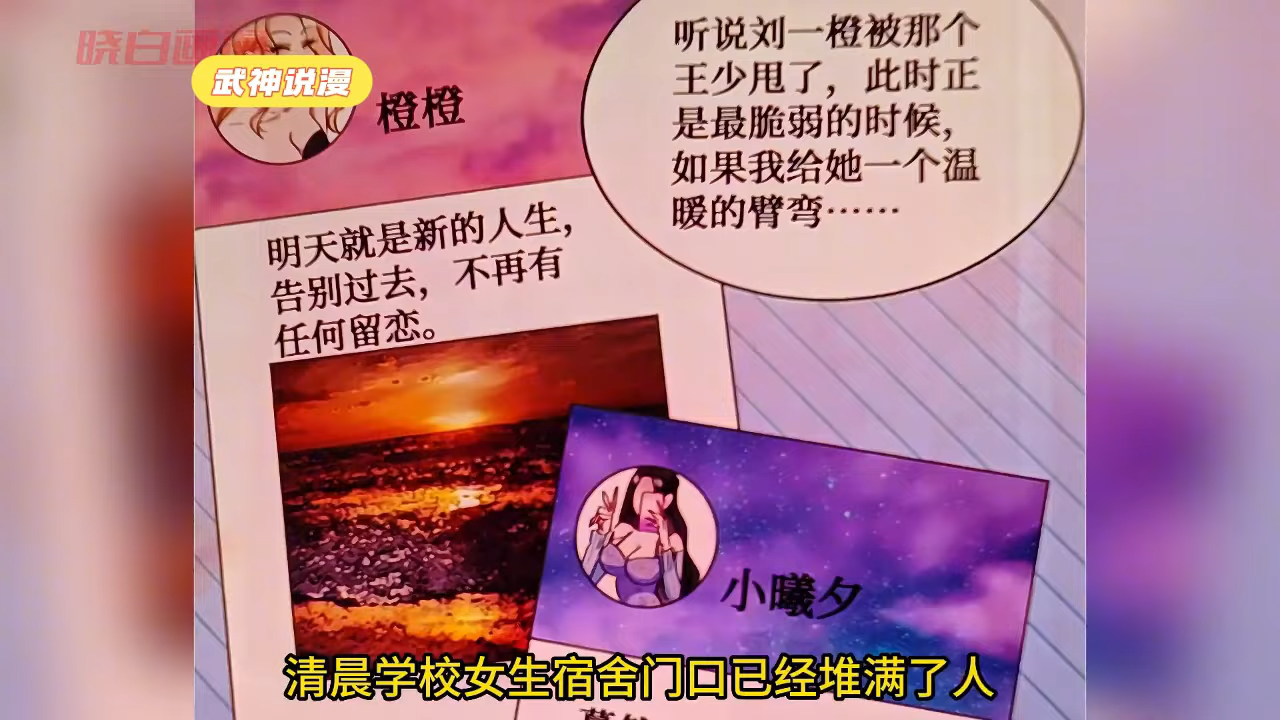 晓白
武神说漫
橙橙
听说刘一橙被那个
王少甩了，此时正
是最脆弱的时候，
如果我给她一个温
暖的臂弯……
明天就是新的人生，
告别过去，不再有
任何留恋。
小曦夕
清晨学校女生宿舍门口已经堆满了人